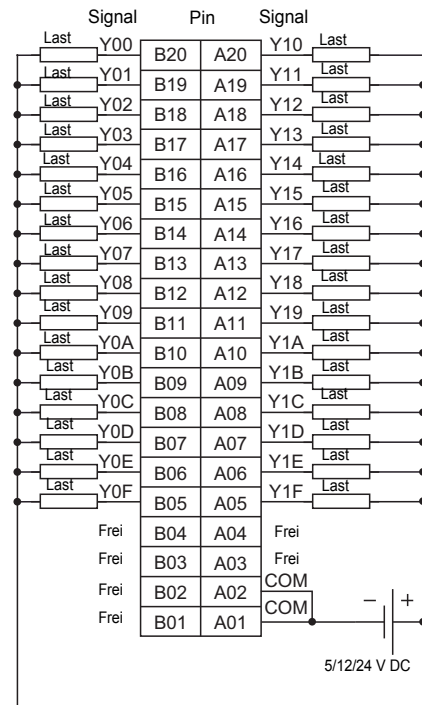 Signal Pin Signal
Last Y00 B20 A20 Y10 Last
Last Y01 B19 A19 Y11 Last
Last Y02 B18 A18 Y12 Last
Last Y03 B17 A17 Y13 Last
Last Y04 B16 A16 Y14 Last
Last Y05 B15 A15 Y15 Last
Last Y06 B14 A14 Y16 Last
Last Y07 B13 A13 Y17 Last
Last Y08 B12 A12 Y18 Last
Last Y09 B11 A11 Y19 Last
Last Y0A B10 A10 Y1A Last
Last Y0B B09 A09 Y1B Last
Last Y0C B08 A08 Y1C Last
Last Y0D B07 A07 Y1D Last
Last Y0E B06 A06 Y1E Last
Last Y0F B05 A05 Y1F Last
Frei B04 A04 Frei
Frei B03 A03 Frei
Frei B02 A02 COM
Frei B01 A01 COM
− +
5/12/24 V DC